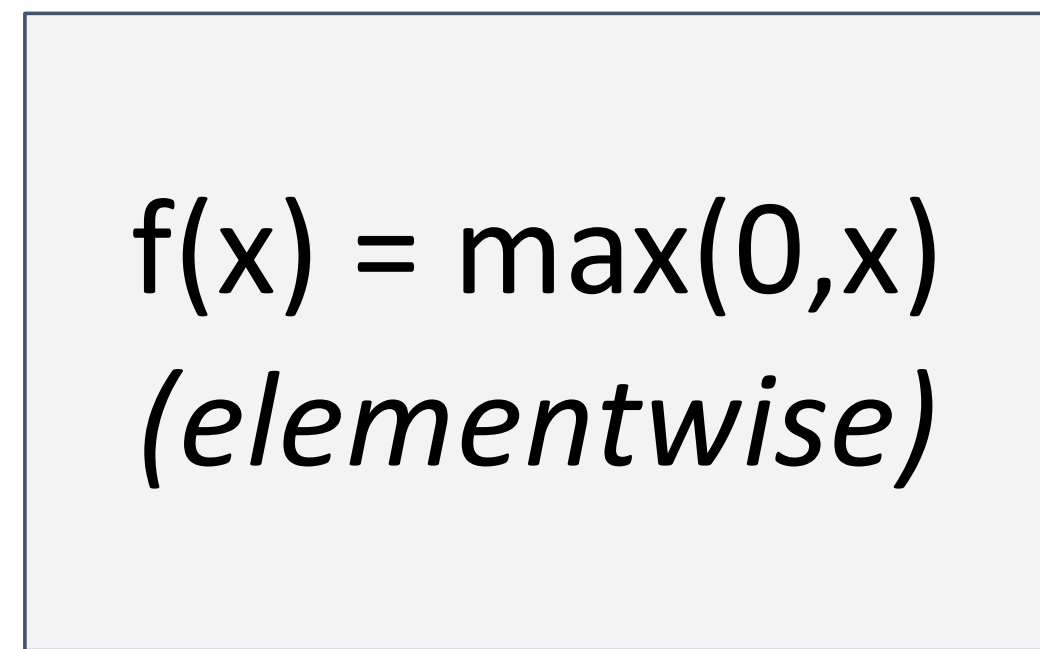 f(x) = max(0,x)
(elementwise)